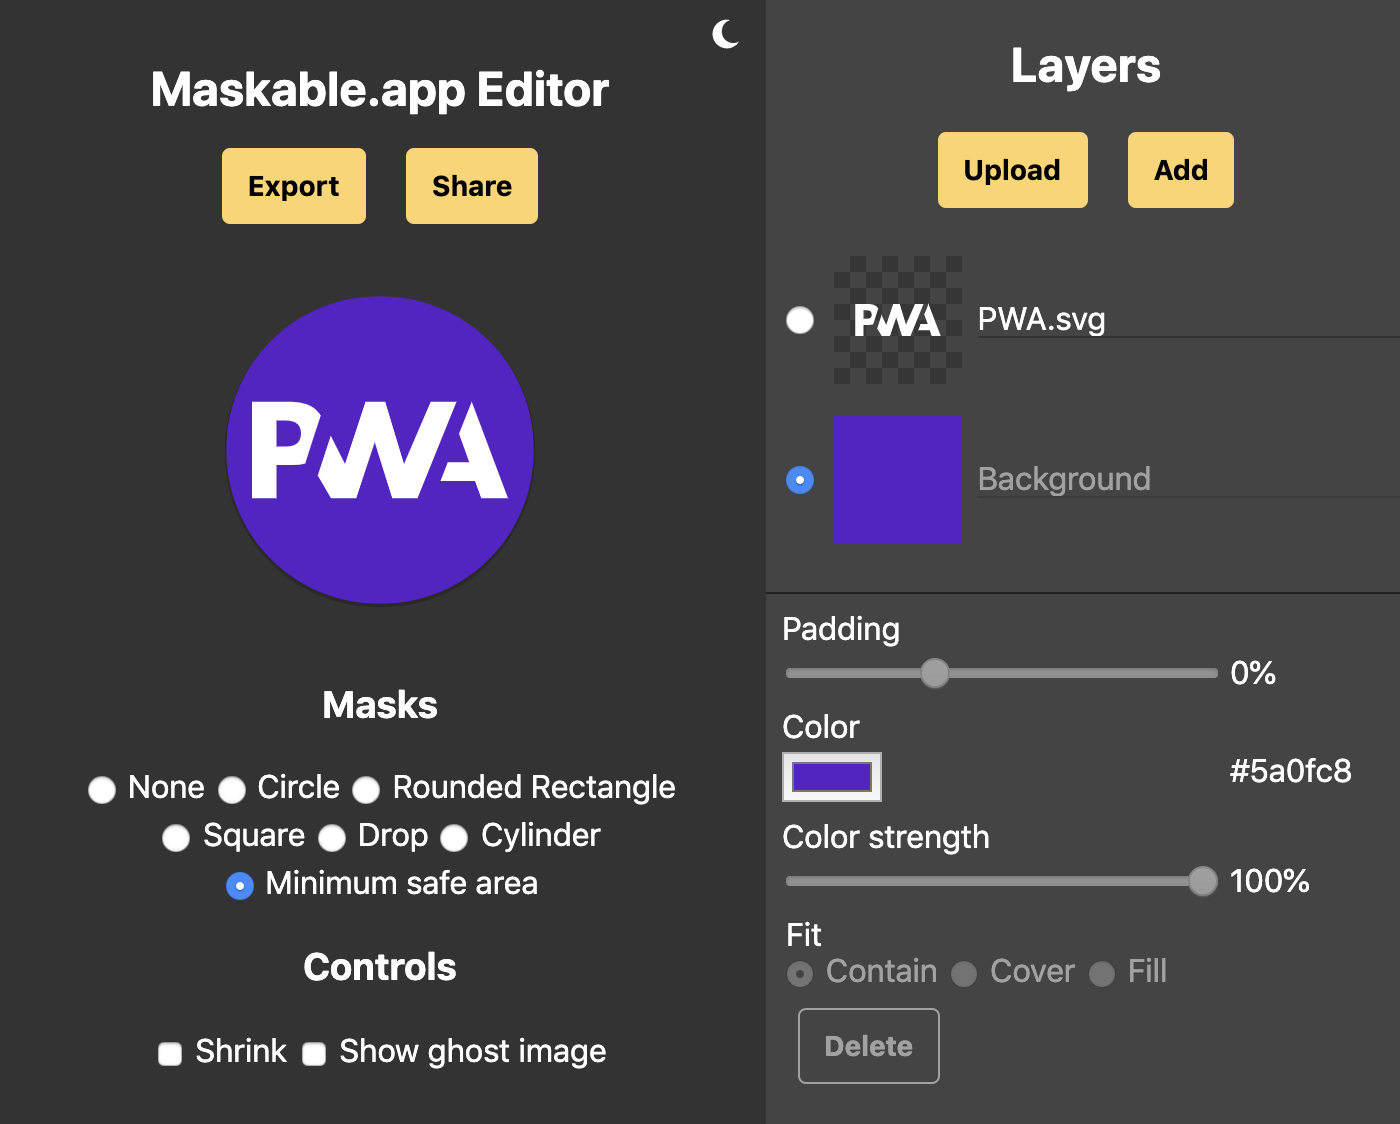 Maskable.app Editor
Export Share
PWA
Masks
None Circle Rounded Rectangle
Square Drop Cylinder
Minimum safe area
Controls
Shrink Show ghost image
Layers
Upload Add
PWA PWA.svg
Background
Padding
0%
Color
#5a0fc8
Color strength
100%
Fit
Contain Cover Fill
Delete